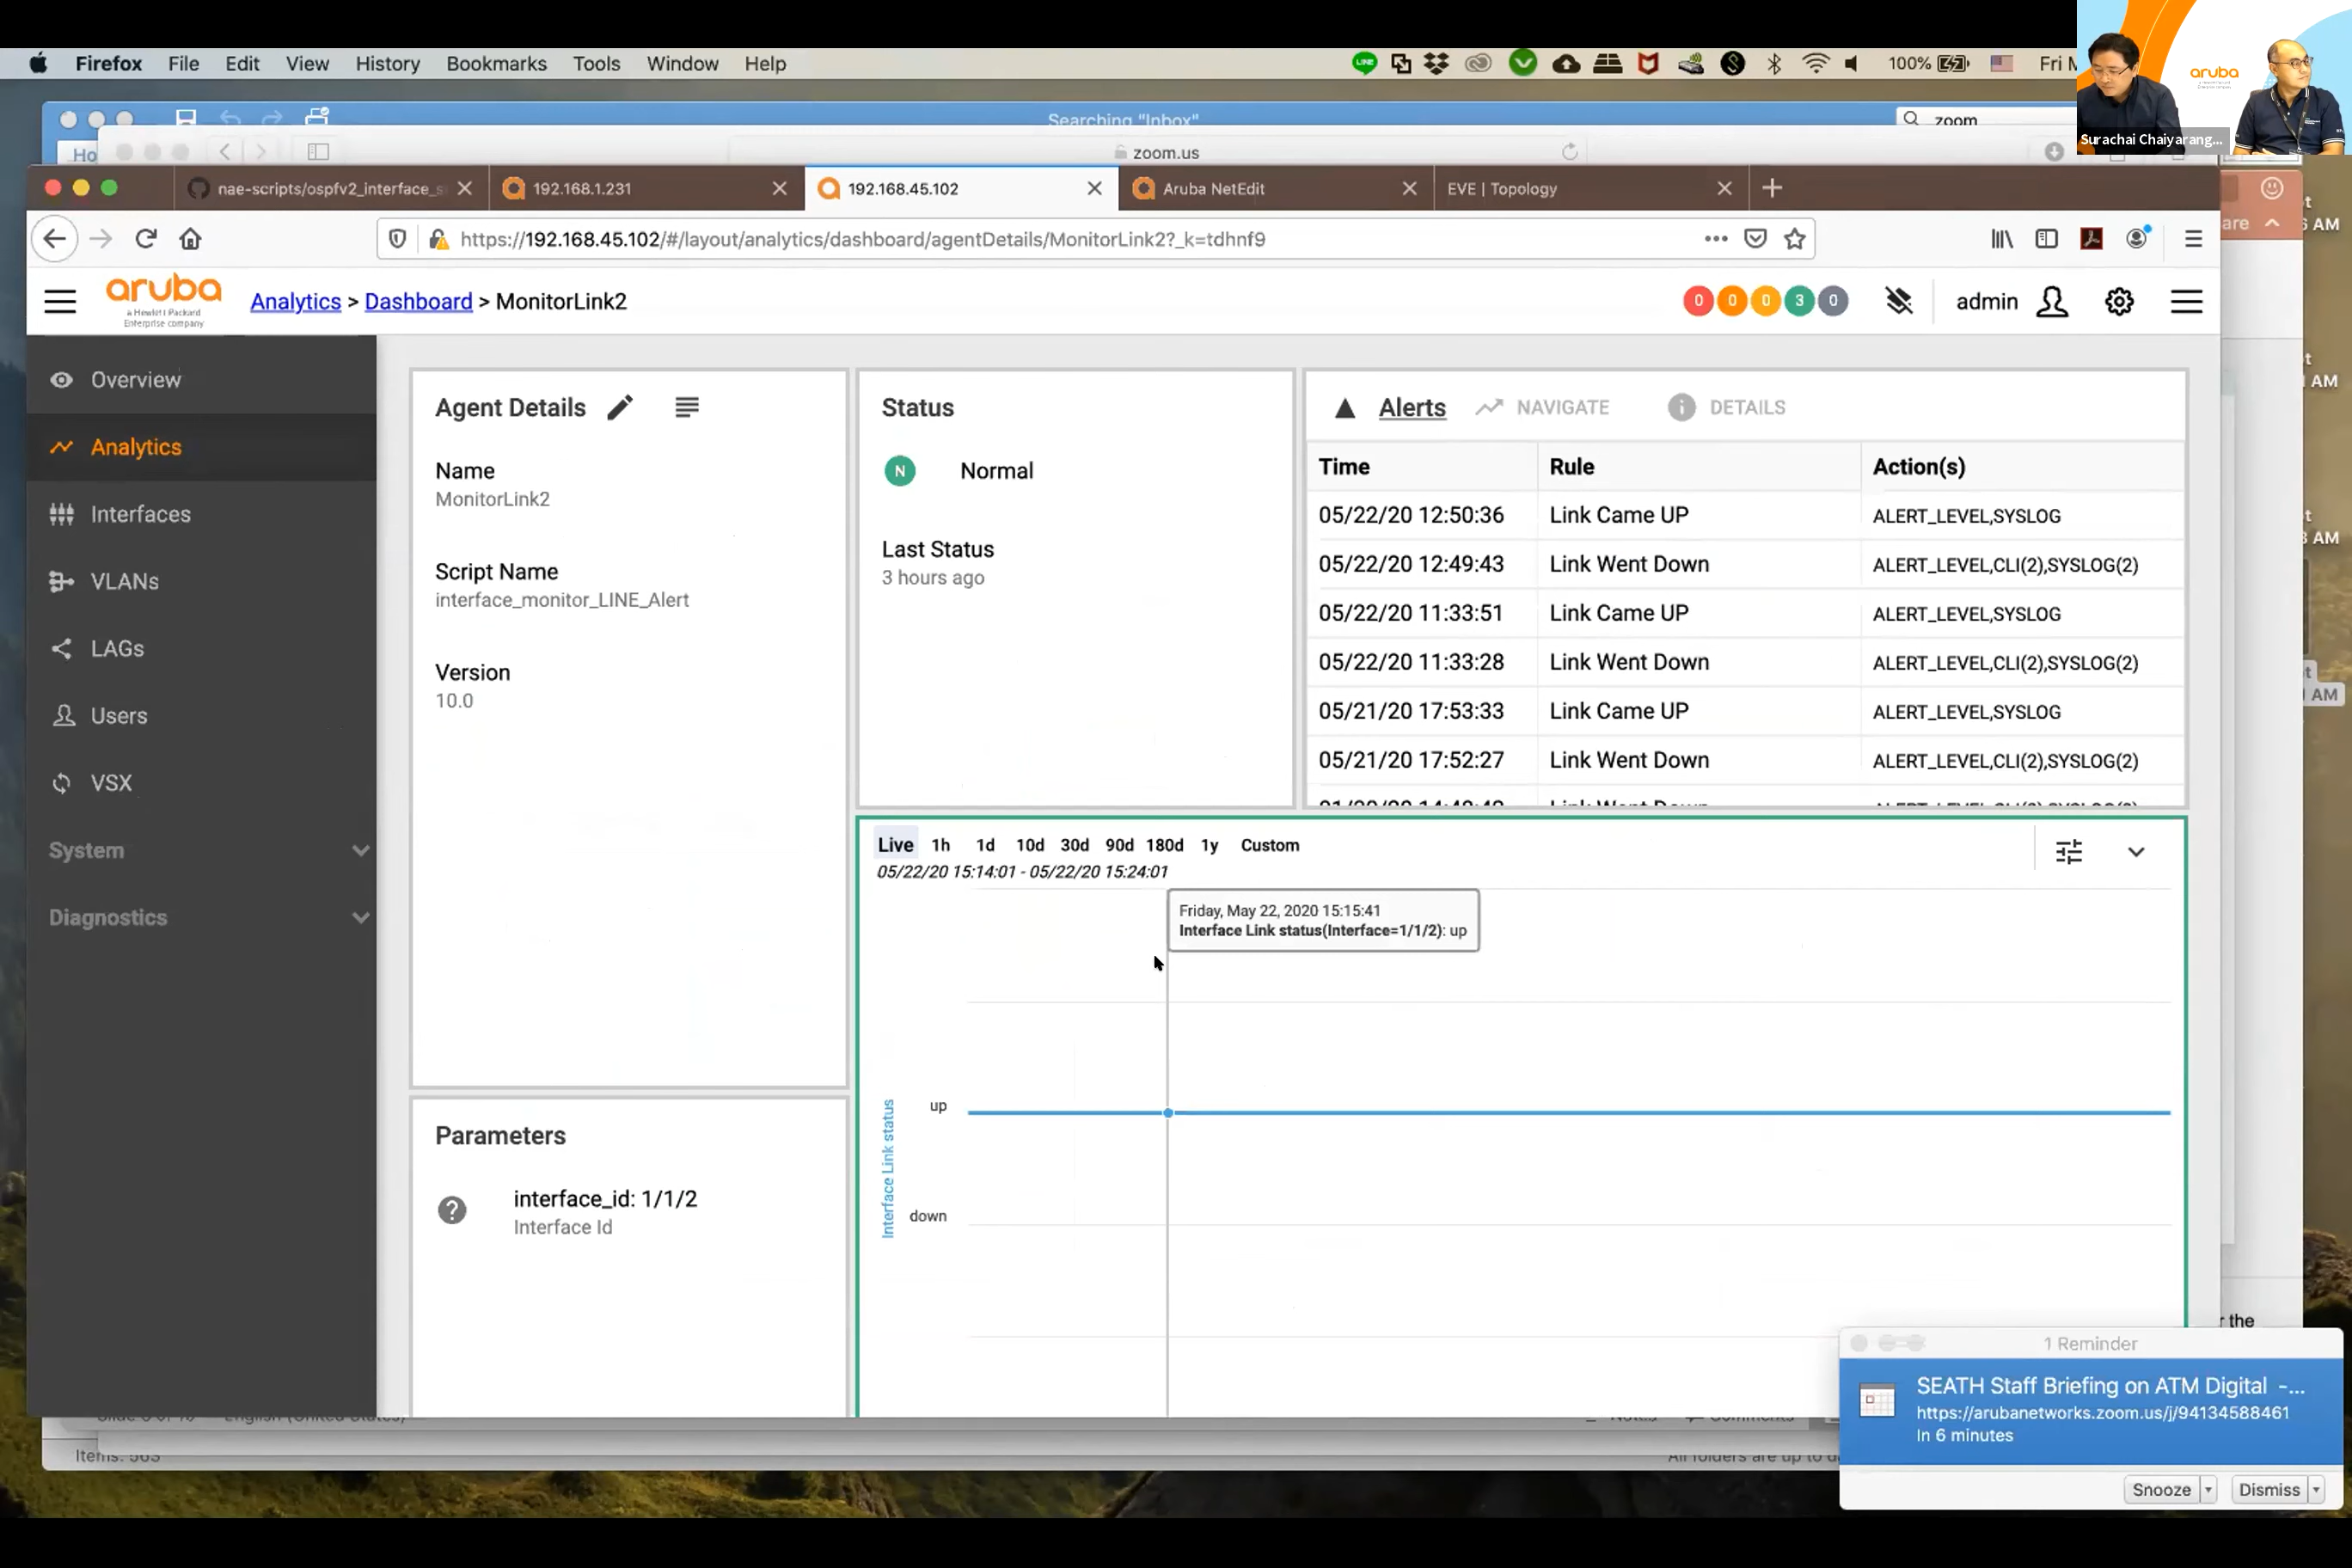 Firefox File Edit View History Bookmarks Tools Window Help
LINE
100%
Searching "Inbox"
zoom
zoom.us
aruba
Surachai Chaiyarang...
nae-scripts/ospfv2_interface_s
192.168.1.231
192.168.45.102
Aruba NetEdit
EVE | Topology
https://192.168.45.102/#/layout/analytics/dashboard/agentDetails/MonitorLink2?_k=tdhnf9
aruba
a Hewlett Packard
Enterprise company
Analytics > Dashboard > MonitorLink2
0 0 0 3 0
admin
Overview
Analytics
Interfaces
VLANs
LAGs
Users
VSX
System
Diagnostics
Agent Details
Name
MonitorLink2
Script Name
interface_monitor_LINE_Alert
Version
10.0
Status
N Normal
Last Status
3 hours ago
Alerts NAVIGATE DETAILS
Time Rule Action(s)
05/22/20 12:50:36 Link Came UP ALERT_LEVEL,SYSLOG
05/22/20 12:49:43 Link Went Down ALERT_LEVEL,CLI(2),SYSLOG(2)
05/22/20 11:33:51 Link Came UP ALERT_LEVEL,SYSLOG
05/22/20 11:33:28 Link Went Down ALERT_LEVEL,CLI(2),SYSLOG(2)
05/21/20 17:53:33 Link Came UP ALERT_LEVEL,SYSLOG
05/21/20 17:52:27 Link Went Down ALERT_LEVEL,CLI(2),SYSLOG(2)
Live 1h 1d 10d 30d 90d 180d 1y Custom
05/22/20 15:14:01 - 05/22/20 15:24:01
Friday, May 22, 2020 15:15:41
Interface Link status(Interface=1/1/2): up
up
down
Interface Link status
Parameters
interface_id: 1/1/2
Interface Id
r the
1 Reminder
SEATH Staff Briefing on ATM Digital -...
https://arubanetworks.zoom.us/j/94134588461
In 6 minutes
Snooze
Dismiss